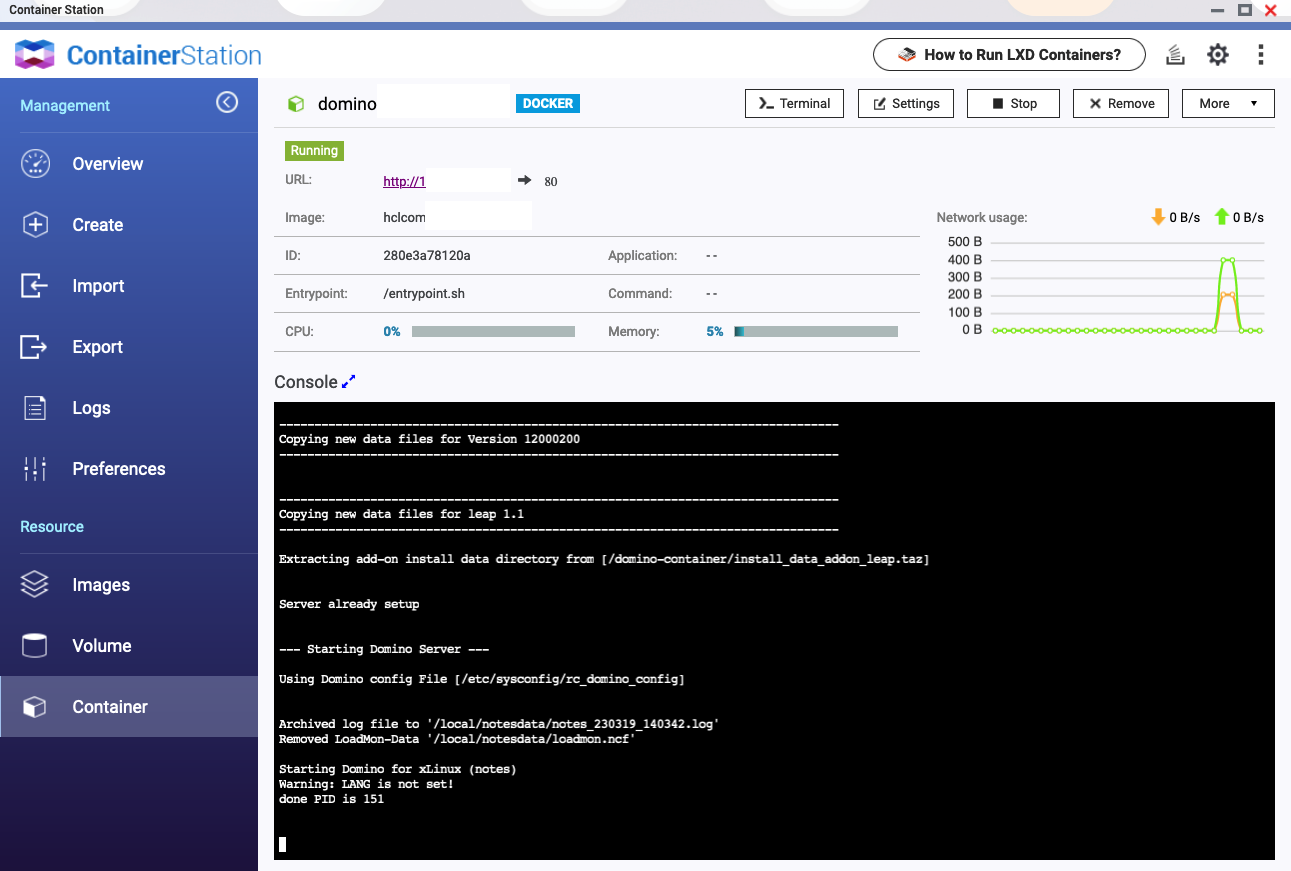 Container Station
ContainerStation
How to Run LXD Containers?
Management
Overview
Create
Import
Export
Logs
Preferences
Resource
Images
Volume
Container
domino
DOCKER
Terminal
Settings
Stop
Remove
More
Running
URL:
http://1
80
Image:
hclcom
ID:
280e3a78120a
Application:
--
Entrypoint:
/entrypoint.sh
Command:
--
CPU:
0%
Memory:
5%
Network usage:
0 B/s
0 B/s
500 B
400 B
300 B
200 B
100 B
0 B
Console
--------------------------------------------------------------------------------
Copying new data files for Version 12000200
--------------------------------------------------------------------------------
--------------------------------------------------------------------------------
Copying new data files for leap 1.1
--------------------------------------------------------------------------------
Extracting add-on install data directory from [/domino-container/install_data_addon_leap.taz]
Server already setup
--- Starting Domino Server ---
Using Domino config File [/etc/sysconfig/rc_domino_config]
Archived log file to '/local/notesdata/notes_230319_140342.log'
Removed LoadMon-Data '/local/notesdata/loadmon.ncf'
Starting Domino for xLinux (notes)
Warning: LANG is not set!
done PID is 151